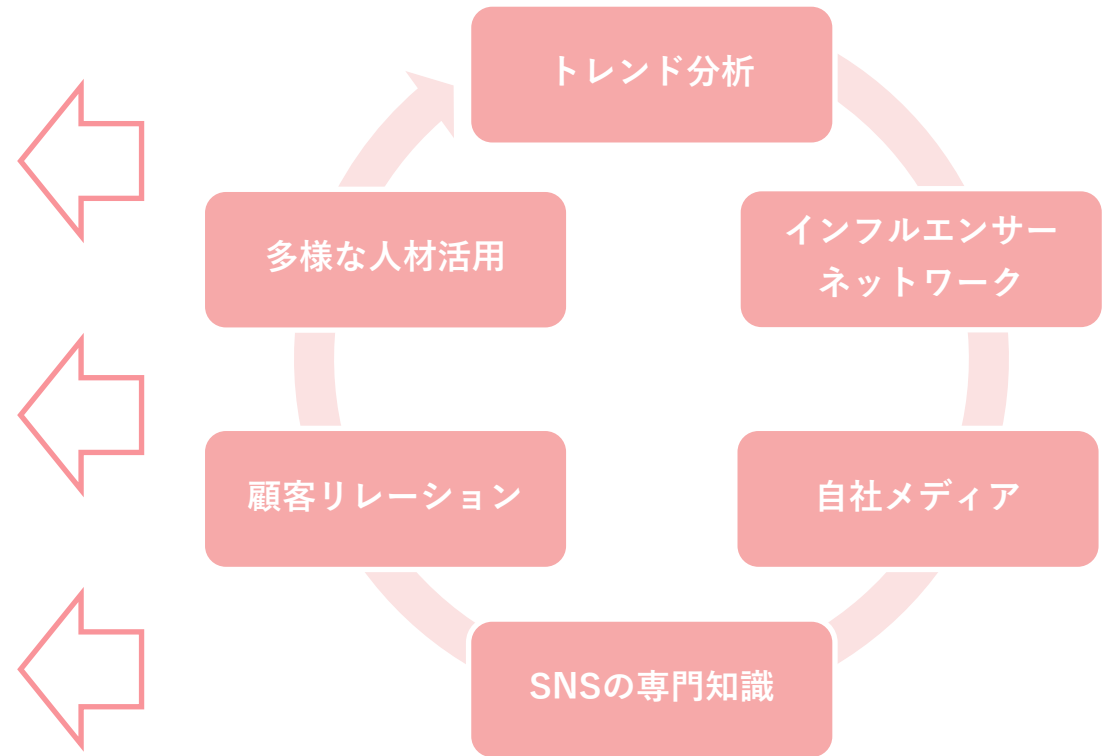 トレンド分析
多様な人材活用
インフルエンサー
ネットワーク
顧客リレーション
自社メディア
SNSの専門知識